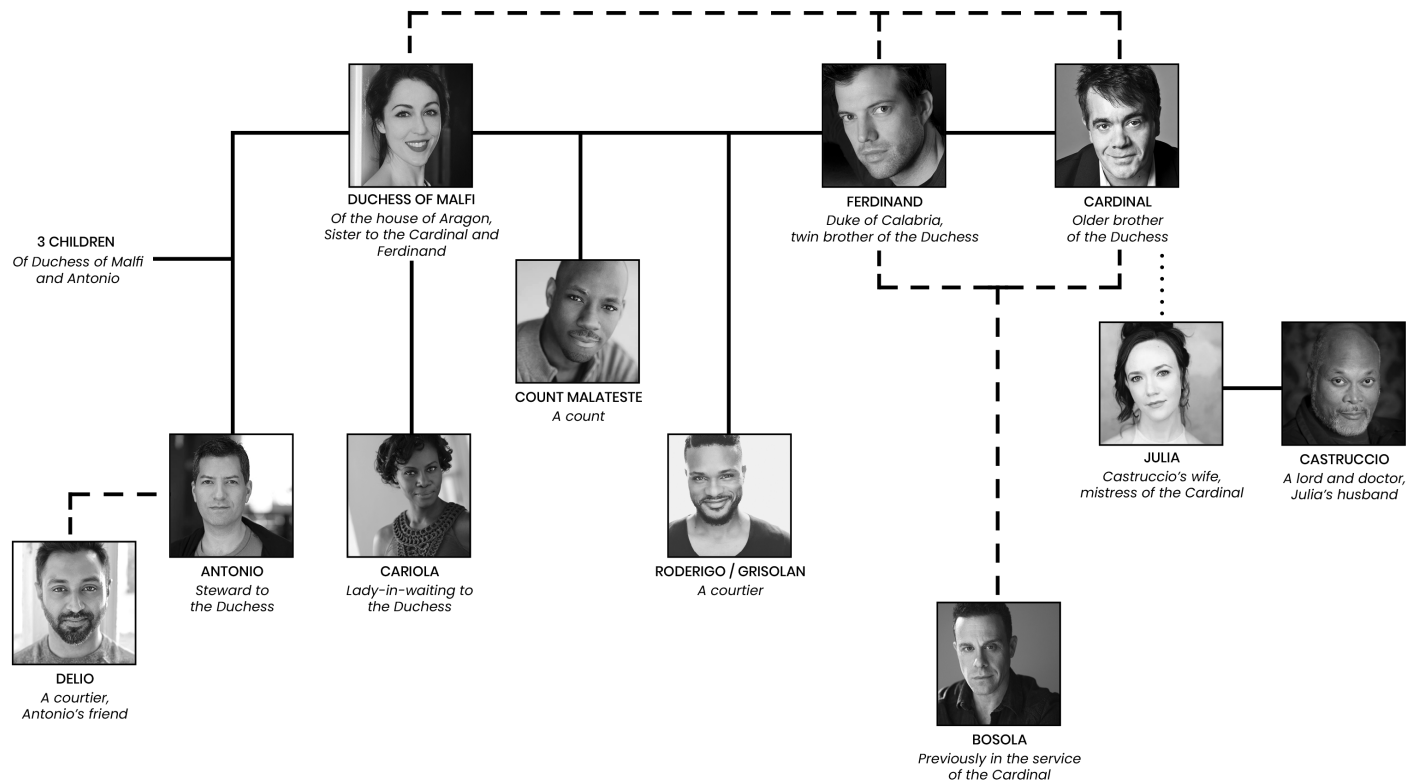 DUCHESS OF MALFI
Of the house of Aragon,
Sister to the Cardinal and
Ferdinand
FERDINAND
Duke of Calabria,
twin brother of the Duchess
CARDINAL
Older brother
of the Duchess
3 CHILDREN
Of Duchess of Malfi
and Antonio
COUNT MALATESTE
A count
JULIA
Castruccio’s wife,
mistress of the Cardinal
CASTRUCCIO
A lord and doctor,
Julia’s husband
ANTONIO
Steward to
the Duchess
CARIOLA
Lady-in-waiting to
the Duchess
RODERIGO / GRISOLAN
A courtier
DELIO
A courtier,
Antonio’s friend
BOSOLA
Previously in the service
of the Cardinal